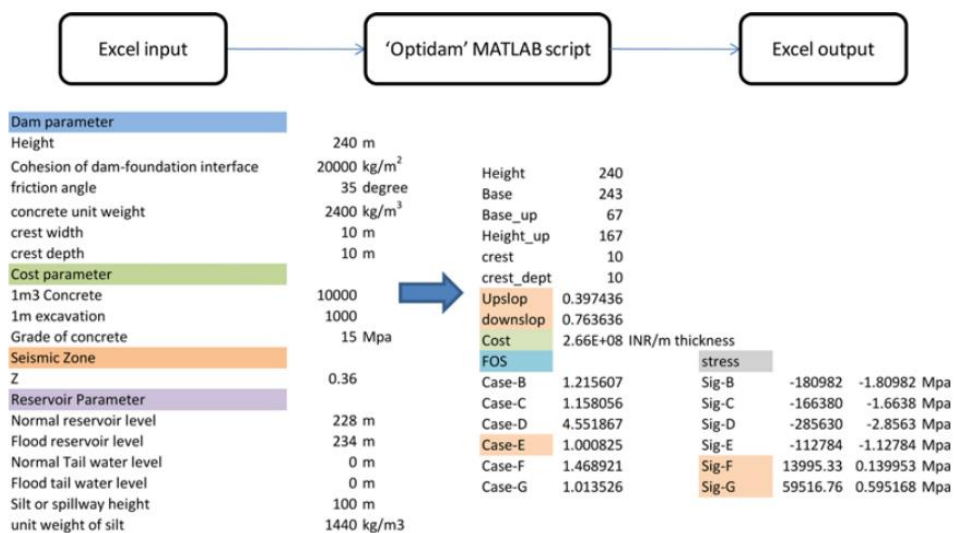 Excel input
'Optidam' MATLAB script
Excel output
Dam parameter
Height 240 m
Cohesion of dam-foundation interface 20000 kg/m²
friction angle 35 degree
concrete unit weight 2400 kg/m³
crest width 10 m
crest depth 10 m
Cost parameter
1m3 Concrete 10000
1m excavation 1000
Grade of concrete 15 Mpa
Seismic Zone
Z 0.36
Reservoir Parameter
Normal reservoir level 228 m
Flood reservoir level 234 m
Normal Tail water level 0 m
Flood tail water level 0 m
Silt or spillway height 100 m
unit weight of silt 1440 kg/m3
Height 240
Base 243
Base_up 67
Height_up 167
crest 10
crest_dept 10
Upslop 0.397436
downslop 0.763636
Cost 2.66E+08 INR/m thickness
FOS stress
Case-B 1.215607 Sig-B -180982 -1.80982 Mpa
Case-C 1.158056 Sig-C -166380 -1.6638 Mpa
Case-D 4.551867 Sig-D -285630 -2.8563 Mpa
Case-E 1.000825 Sig-E -112784 -1.12784 Mpa
Case-F 1.468921 Sig-F 13995.33 0.139953 Mpa
Case-G 1.013526 Sig-G 59516.76 0.595168 Mpa